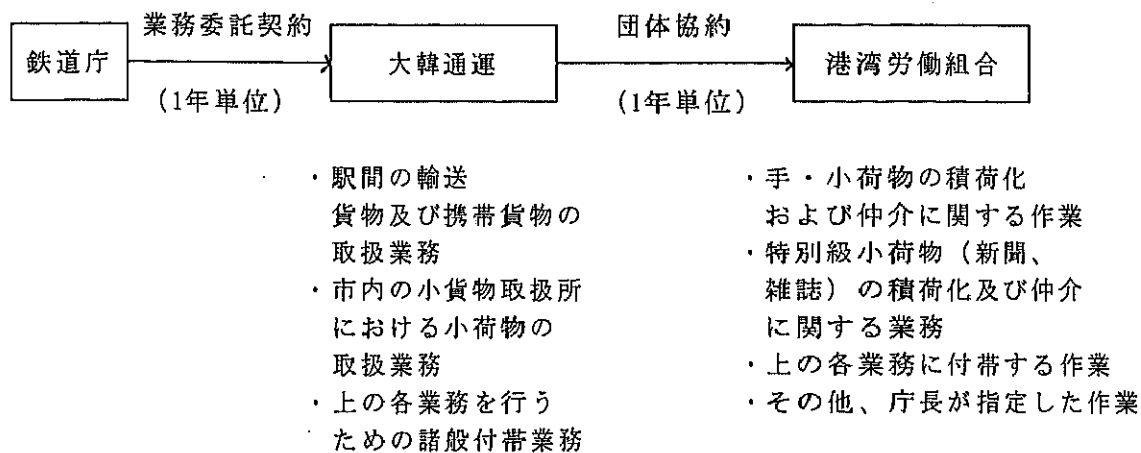 業務委託契約
団体協約
鉄道庁
大韓通運
港湾労働組合
(1年単位)
(1年単位)
・駅間の輸送
貨物及び携帯貨物の
取扱業務
・市内の小貨物取扱所
における小荷物の
取扱業務
・上の各業務を行う
ための諸般付帯業務
・手・小荷物の積荷化
および仲介に関する作業
・特別級小荷物（新聞、
雑誌）の積荷化及び仲介
に関する業務
・上の各業務に付帯する作業
・その他、庁長が指定した作業